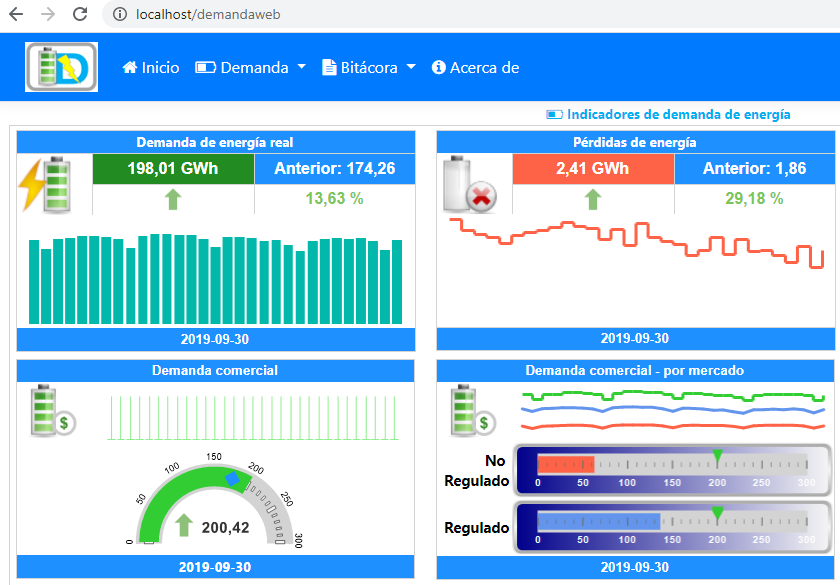 localhost/demandaweb
D Inicio Demanda Bitácora Acerca de
Indicadores de demanda de energía
Demanda de energía real
198,01 GWh Anterior: 174,26
13,63 %
2019-09-30
Pérdidas de energía
2,41 GWh Anterior: 1,86
29,18 %
2019-09-30
Demanda comercial
$
0 50 100 150 200 250 300
200,42
2019-09-30
Demanda comercial - por mercado
$
No
Regulado
0 50 100 150 200 250 300
Regulado
0 50 100 150 200 250 300
2019-09-30